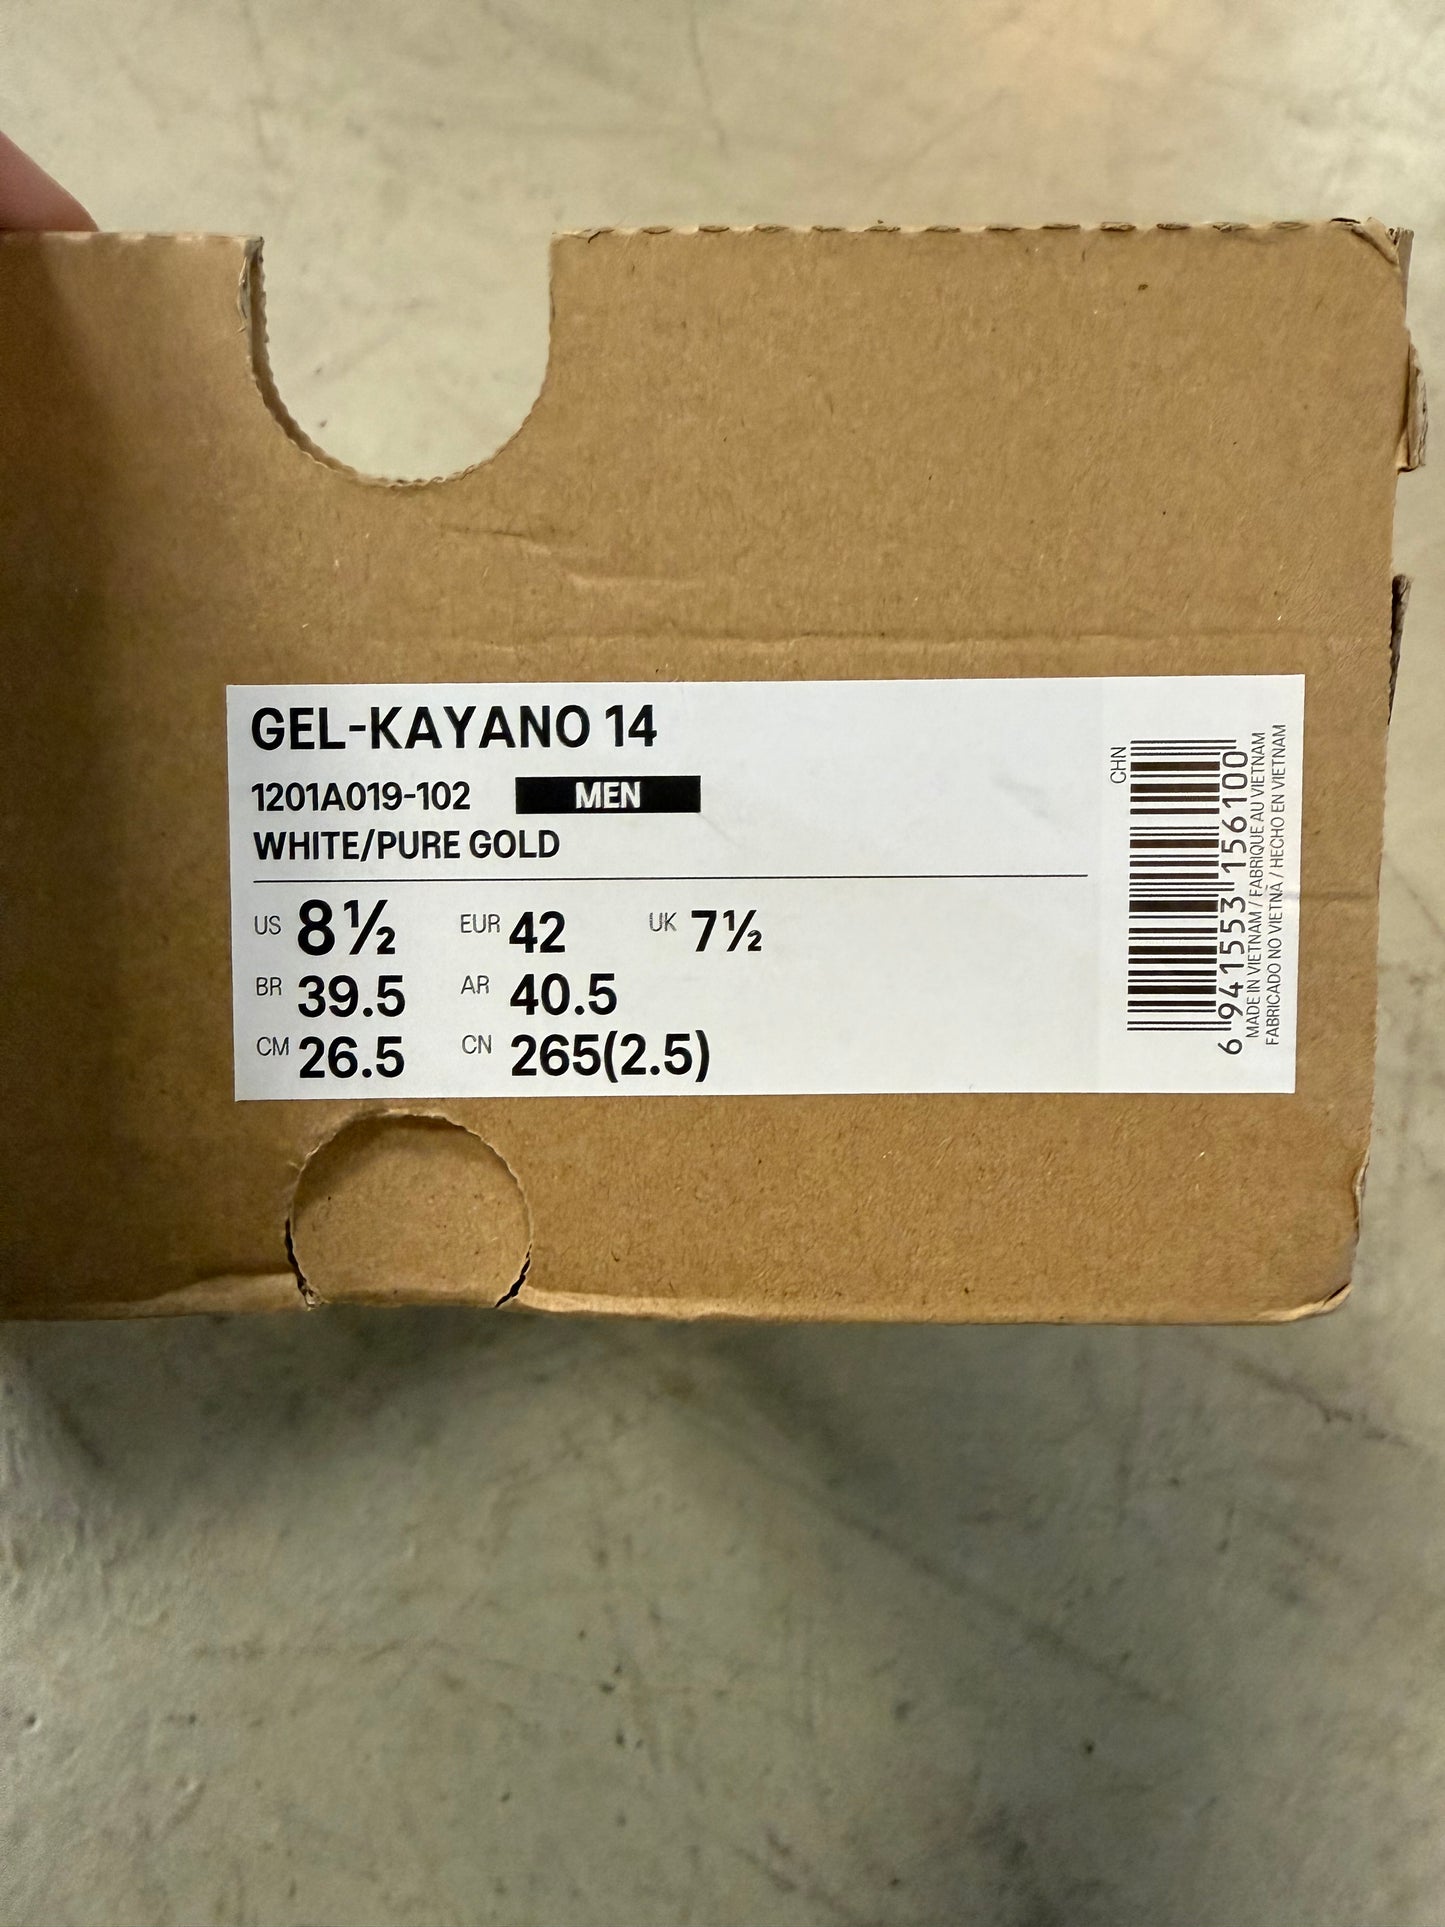 GEL-KAYANO 14
1201A019-102 MEN
WHITE/PURE GOLD
US 8½ EUR 42 UK 7½
BR 39.5 AR 40.5
CM 26.5 CN 265(2.5)
CHN
6 941553 156100
MADE IN VIETNAM / FABRIQUE AU VIETNAM
FABRICADO NO VIETNÃ / HECHO EN VIETNAM